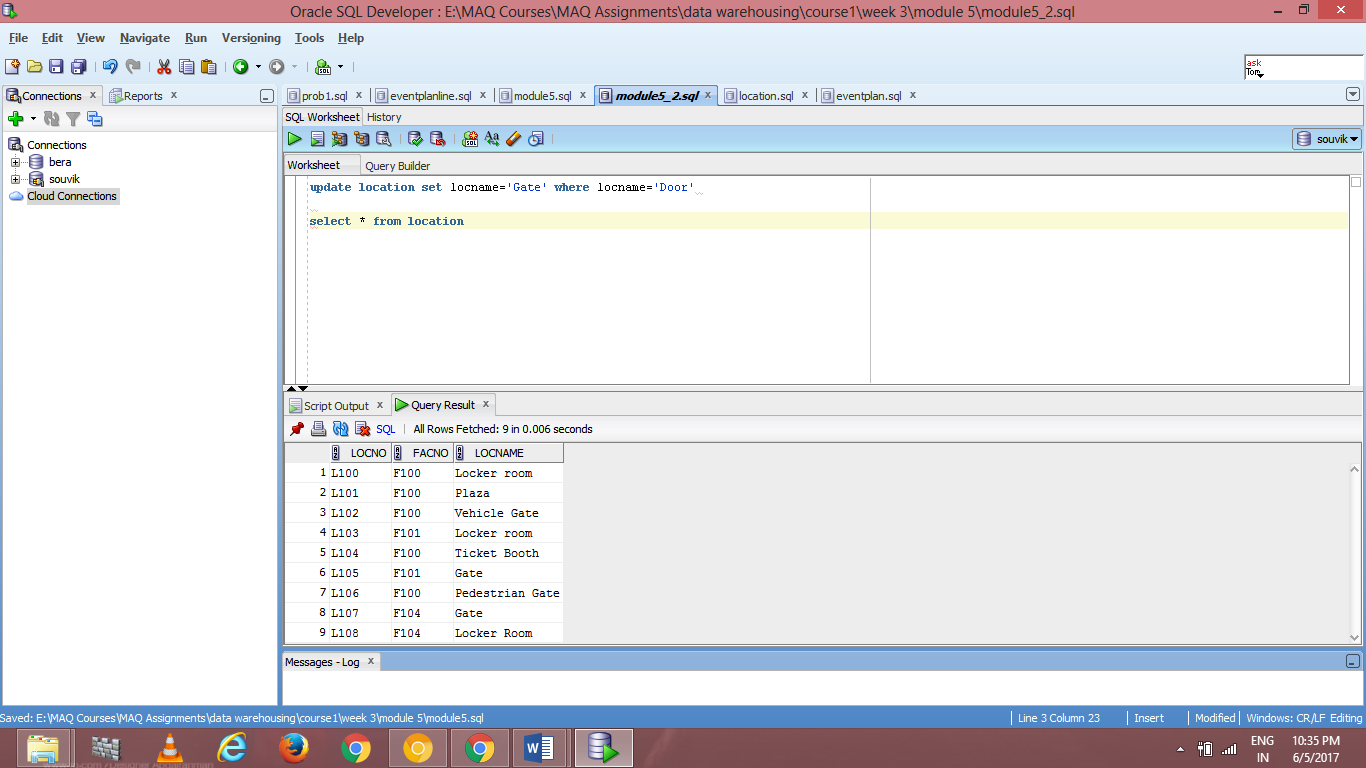 Oracle SQL Developer : E:\MAQ Courses\MAQ Assignments\data warehousing\course1\week 3\module 5\module5_2.sql
File Edit View Navigate Run Versioning Tools Help
ask
Tom
Connections
Reports
prob1.sql eventplanline.sql module5.sql module5_2.sql location.sql eventplan.sql
SQL Worksheet History
souvik
Connections
bera
souvik
Cloud Connections
Worksheet Query Builder
update location set locname='Gate' where locname='Door'
select * from location
Script Output Query Result
SQL All Rows Fetched: 9 in 0.006 seconds
LOCNO FACNO LOCNAME
1 L100 F100 Locker room
2 L101 F100 Plaza
3 L102 F100 Vehicle Gate
4 L103 F101 Locker room
5 L104 F100 Ticket Booth
6 L105 F101 Gate
7 L106 F100 Pedestrian Gate
8 L107 F104 Gate
9 L108 F104 Locker Room
Messages - Log
Saved: E:\MAQ Courses\MAQ Assignments\data warehousing\course1\week 3\module 5\module5.sql
Line 3 Column 23 Insert Modified Windows: CR/LF Editing
ENG
IN
10:35 PM
6/5/2017